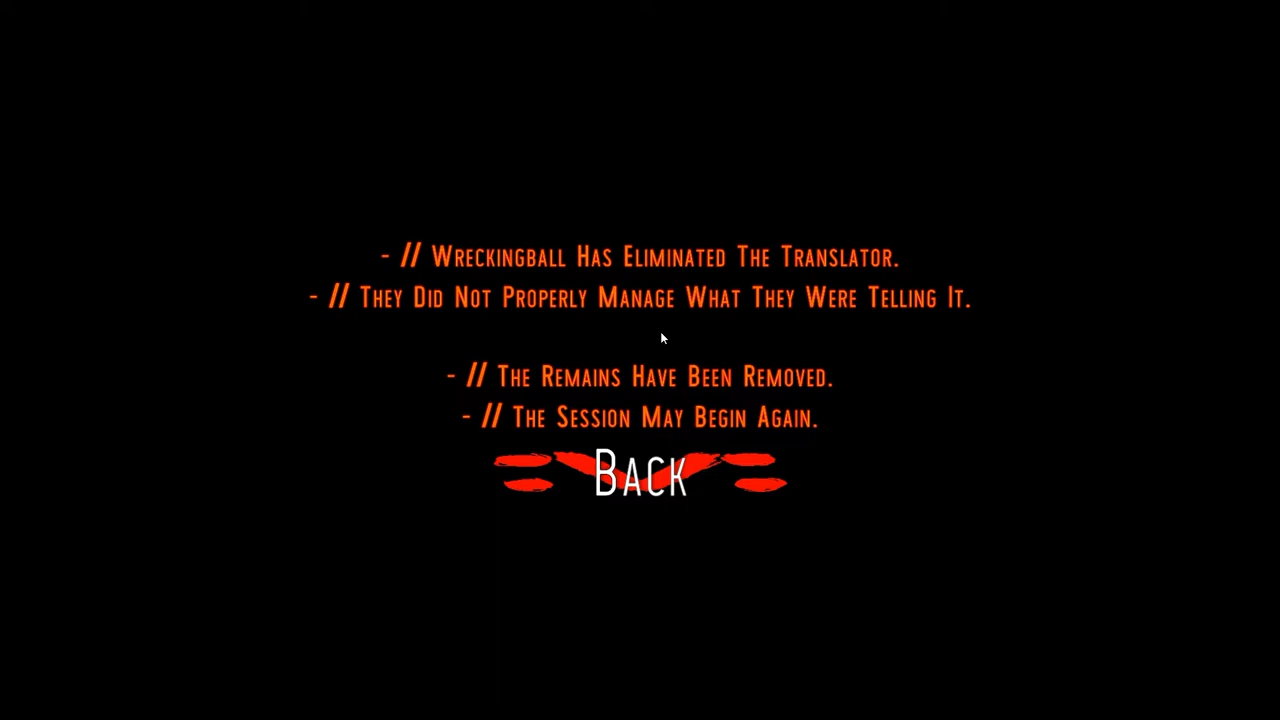 - // Wreckingball Has Eliminated The Translator.
- // They Did Not Properly Manage What They Were Telling It.
- // The Remains Have Been Removed.
- // The Session May Begin Again.
Back